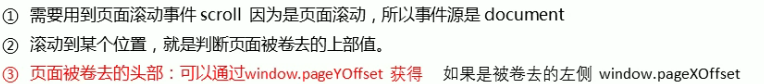 ① 需要用到页面滚动事件 scroll 因为是页面滚动，所以事件源是 document
② 滚动到某个位置，就是判断页面被卷去的上部值。
③ 页面被卷去的头部：可以通过window.pageYOffset 获得 如果是被卷去的左侧 window.pageXOffset